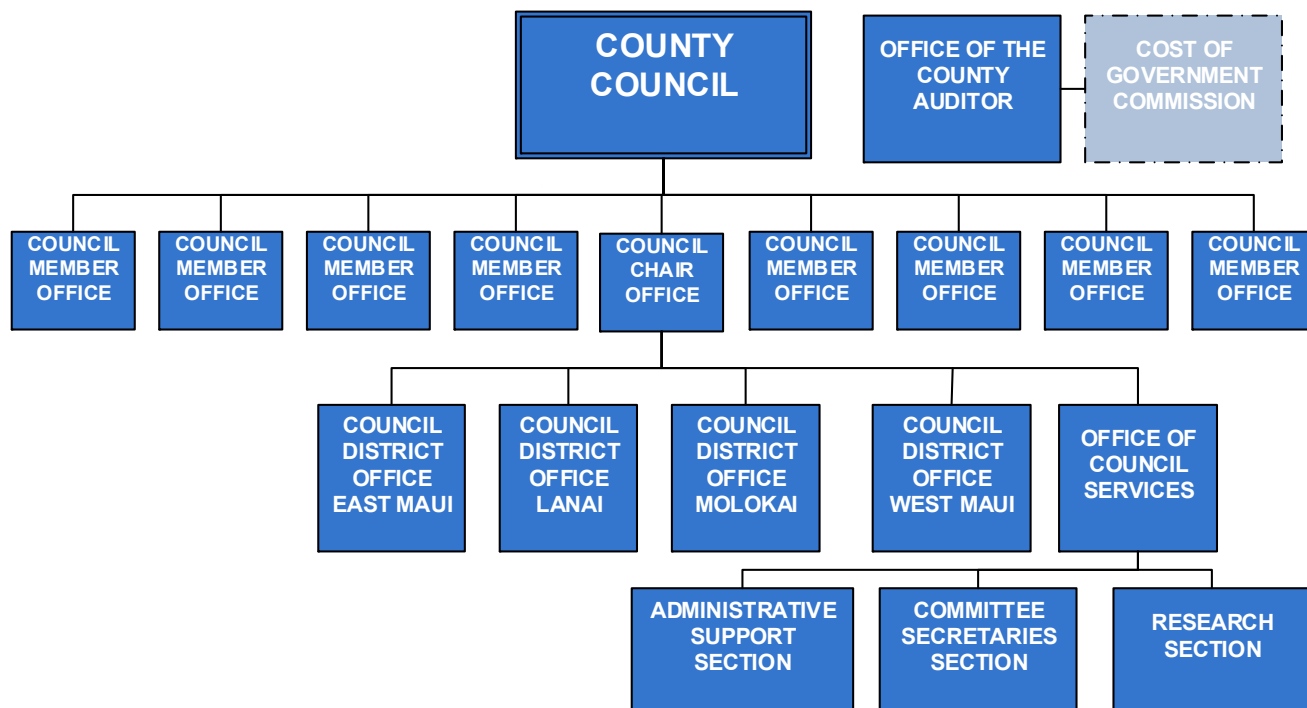 COUNTY
COUNCIL
OFFICE OF THE
COUNTY
AUDITOR
COST OF
GOVERNMENT
COMMISSION
COUNCIL
MEMBER
OFFICE
COUNCIL
MEMBER
OFFICE
COUNCIL
MEMBER
OFFICE
COUNCIL
MEMBER
OFFICE
COUNCIL
CHAIR
OFFICE
COUNCIL
MEMBER
OFFICE
COUNCIL
MEMBER
OFFICE
COUNCIL
MEMBER
OFFICE
COUNCIL
MEMBER
OFFICE
COUNCIL
DISTRICT
OFFICE
EAST MAUI
COUNCIL
DISTRICT
OFFICE
LANAI
COUNCIL
DISTRICT
OFFICE
MOLOKAI
COUNCIL
DISTRICT
OFFICE
WEST MAUI
OFFICE OF
COUNCIL
SERVICES
ADMINISTRATIVE
SUPPORT
SECTION
COMMITTEE
SECRETARIES
SECTION
RESEARCH
SECTION